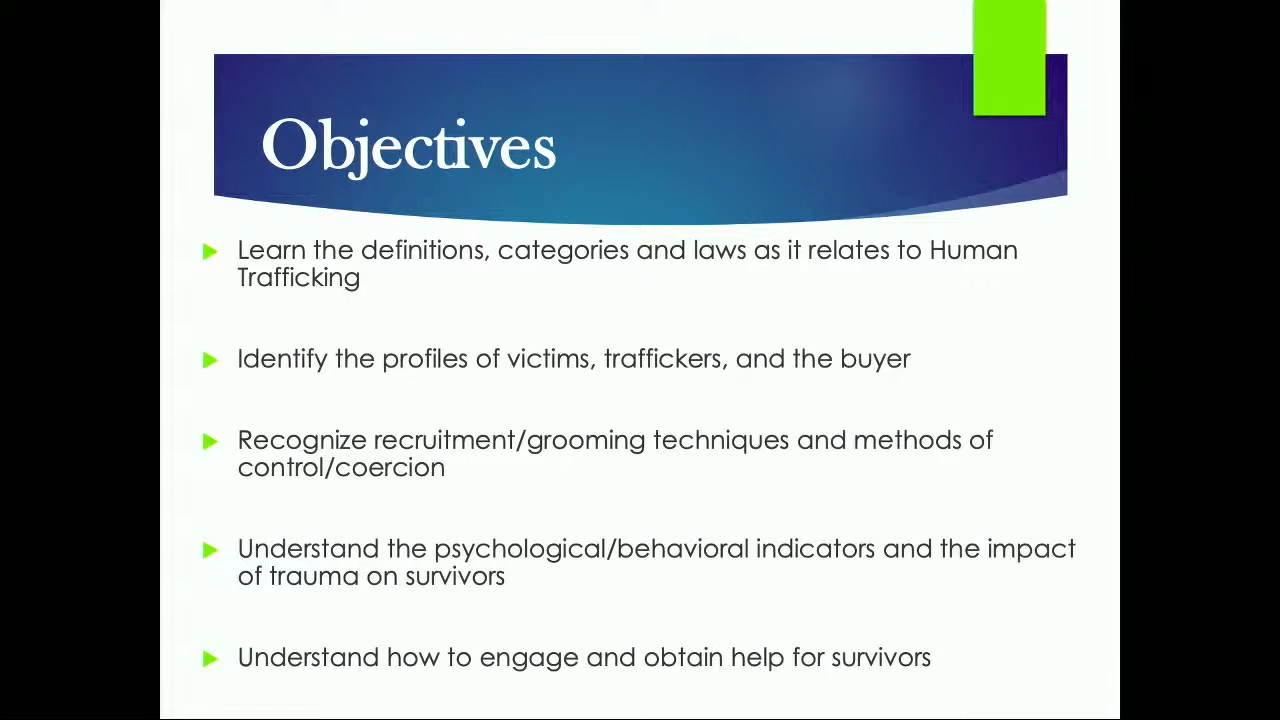 Objectives
Learn the definitions, categories and laws as it relates to Human
Trafficking
Identify the profiles of victims, traffickers, and the buyer
Recognize recruitment/grooming techniques and methods of
control/coercion
Understand the psychological/behavioral indicators and the impact
of trauma on survivors
Understand how to engage and obtain help for survivors